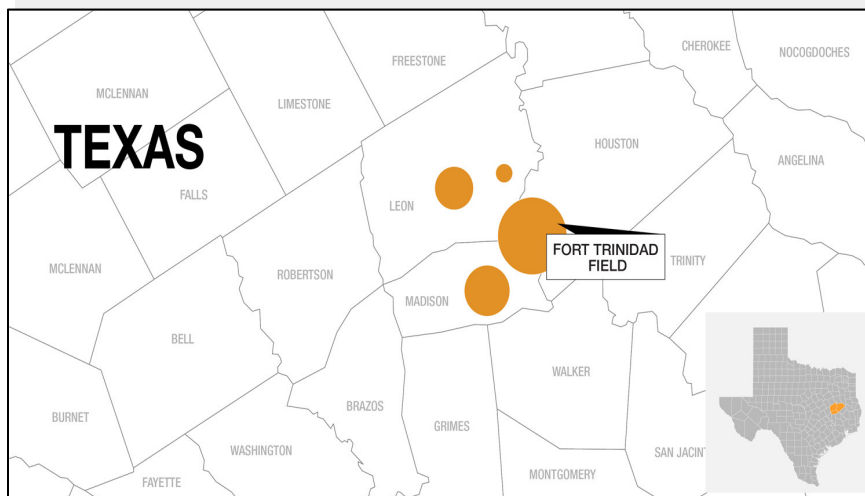 CHEROKEE
NOCOGDOCHES
FREESTONE
MCLENNAN
LIMESTONE
TEXAS
HOUSTON
ANGELINA
FALLS
LEON
FORT TRINIDAD
FIELD
TRINITY
MCLENNAN
ROBERTSON
MADISON
BELL
WALKER
BRAZOS
BURNET
GRIMES
WASHINGTON
SAN JACINT
MONTGOMERY
FAYETTE